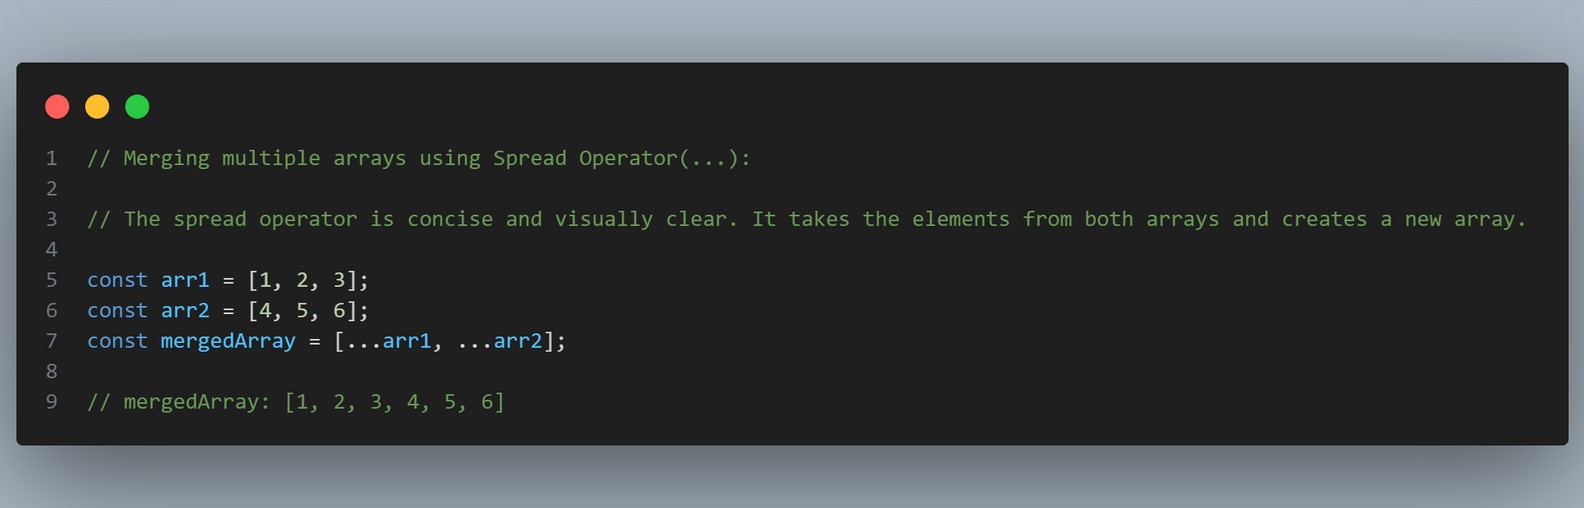 1 // Merging multiple arrays using Spread Operator(...):
2
3 // The spread operator is concise and visually clear. It takes the elements from both arrays and creates a new array.
4
5 const arr1 = [1, 2, 3];
6 const arr2 = [4, 5, 6];
7 const mergedArray = [...arr1, ...arr2];
8
9 // mergedArray: [1, 2, 3, 4, 5, 6]